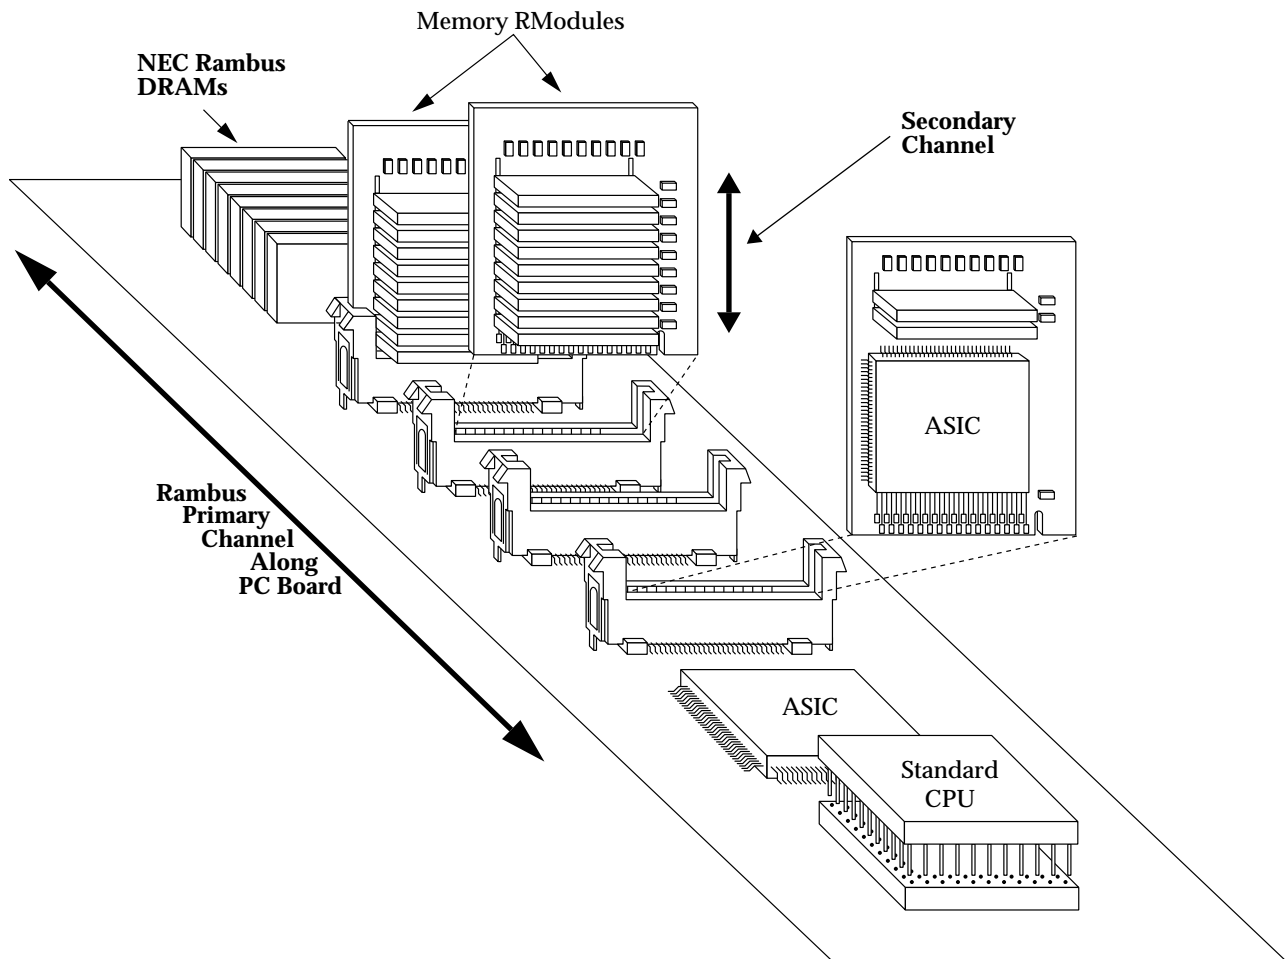 Memory RModules
NEC Rambus
DRAMs
Secondary
Channel
ASIC
Rambus
Primary
Channel
Along
PC Board
ASIC
Standard
CPU